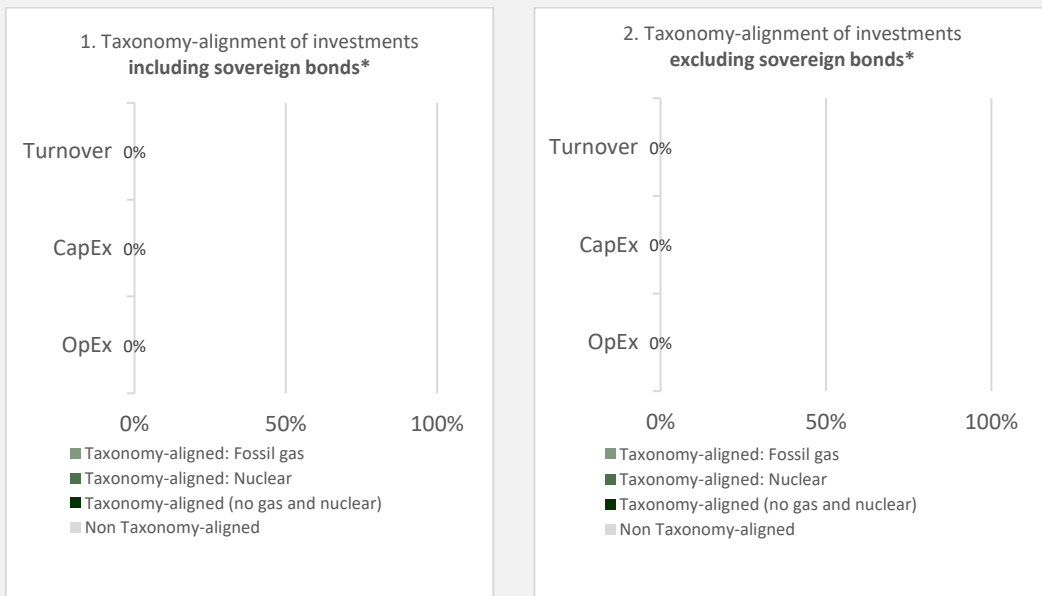 1. Taxonomy-alignment of investments
including sovereign bonds*
Turnover 0%
CapEx 0%
OpEx 0%
0% 50% 100%
Taxonomy-aligned: Fossil gas
Taxonomy-aligned: Nuclear
Taxonomy-aligned (no gas and nuclear)
Non Taxonomy-aligned
2. Taxonomy-alignment of investments
excluding sovereign bonds*
Turnover 0%
CapEx 0%
OpEx 0%
0% 50% 100%
Taxonomy-aligned: Fossil gas
Taxonomy-aligned: Nuclear
Taxonomy-aligned (no gas and nuclear)
Non Taxonomy-aligned